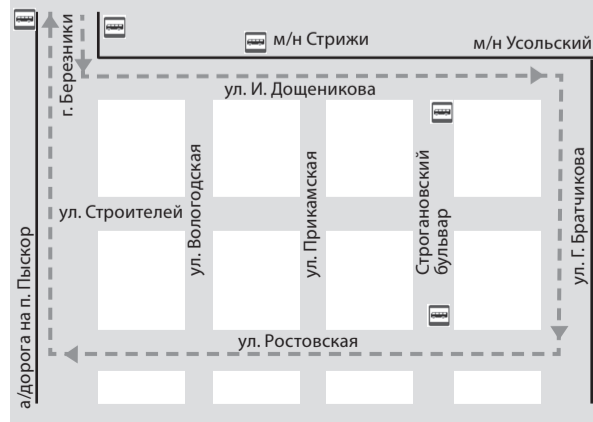 г. Березники
м/н Стрижи
м/н Усольский
ул. И. Дощеникова
ул. Строителей
ул. Вологодская
ул. Прикамская
Строгановский
бульвар
ул. Г. Братчикова
а/дорога на п. Пыскор
ул. Ростовская